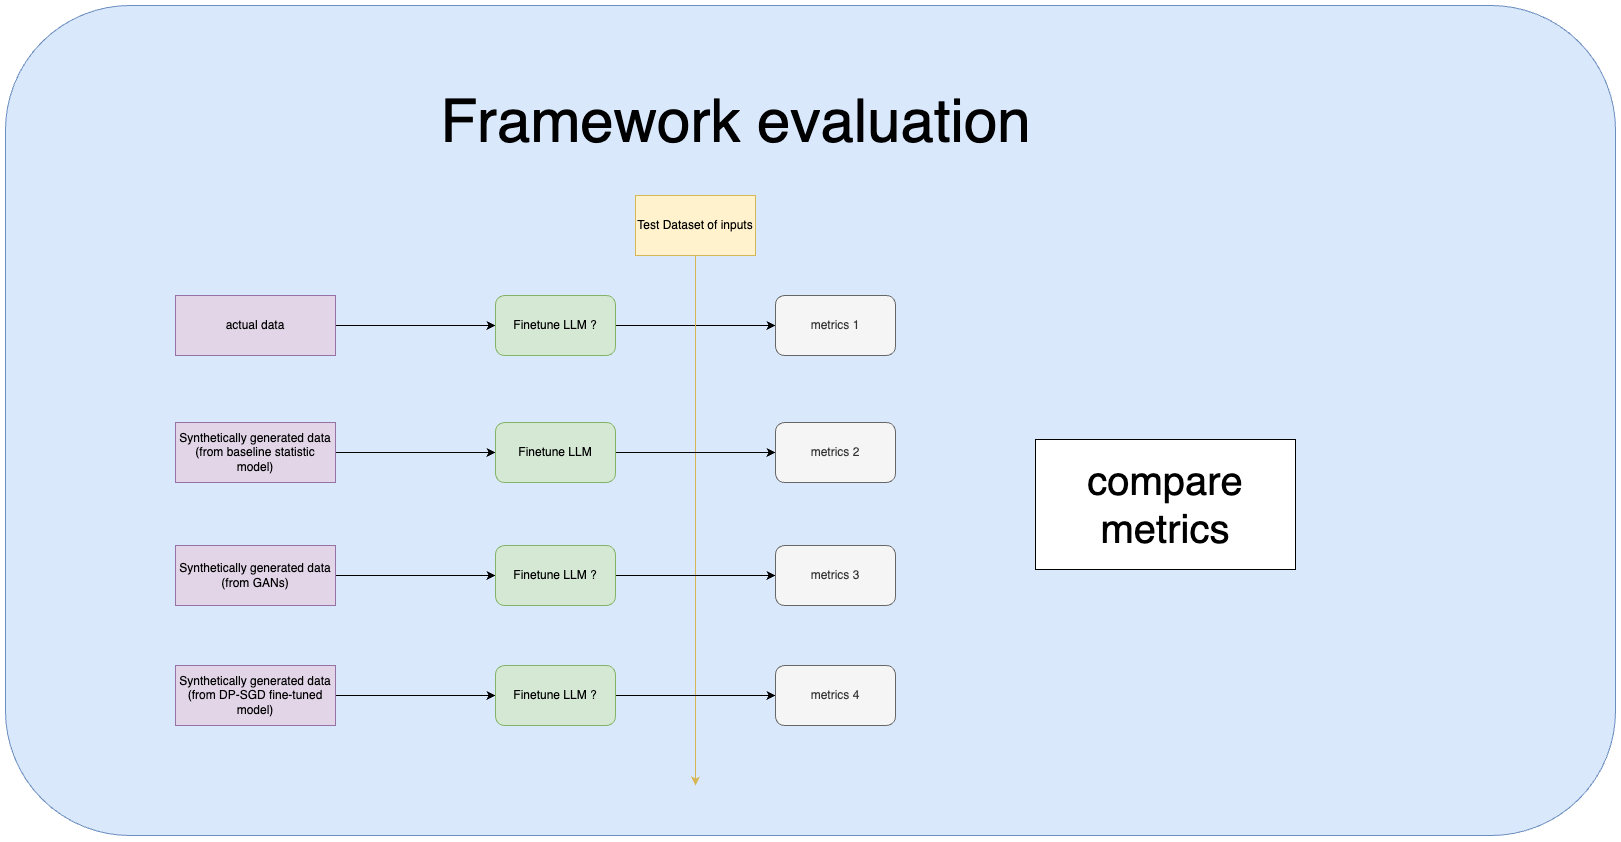 Framework evaluation
Test Dataset of inputs
actual data
Finetune LLM ?
metrics 1
Synthetically generated data
(from baseline statistic
model)
Finetune LLM
metrics 2
compare
metrics
Synthetically generated data
(from GANs)
Finetune LLM ?
metrics 3
Synthetically generated data
(from DP-SGD fine-tuned
model)
Finetune LLM ?
metrics 4